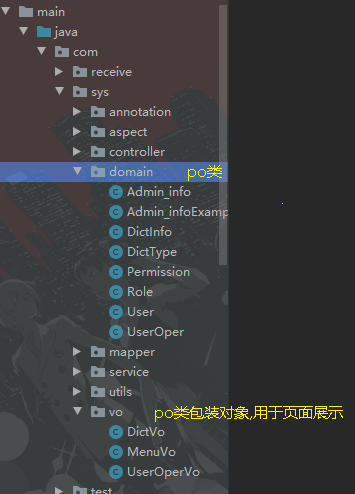 main
java
com
receive
sys
annotation
aspect
controller
domain po类
Admin_info
Admin_infoExamp
DictInfo
DictType
Permission
Role
User
UserOper
mapper
service
utils
vo po类包装对象,用于页面展示
DictVo
MenuVo
UserOperVo
test